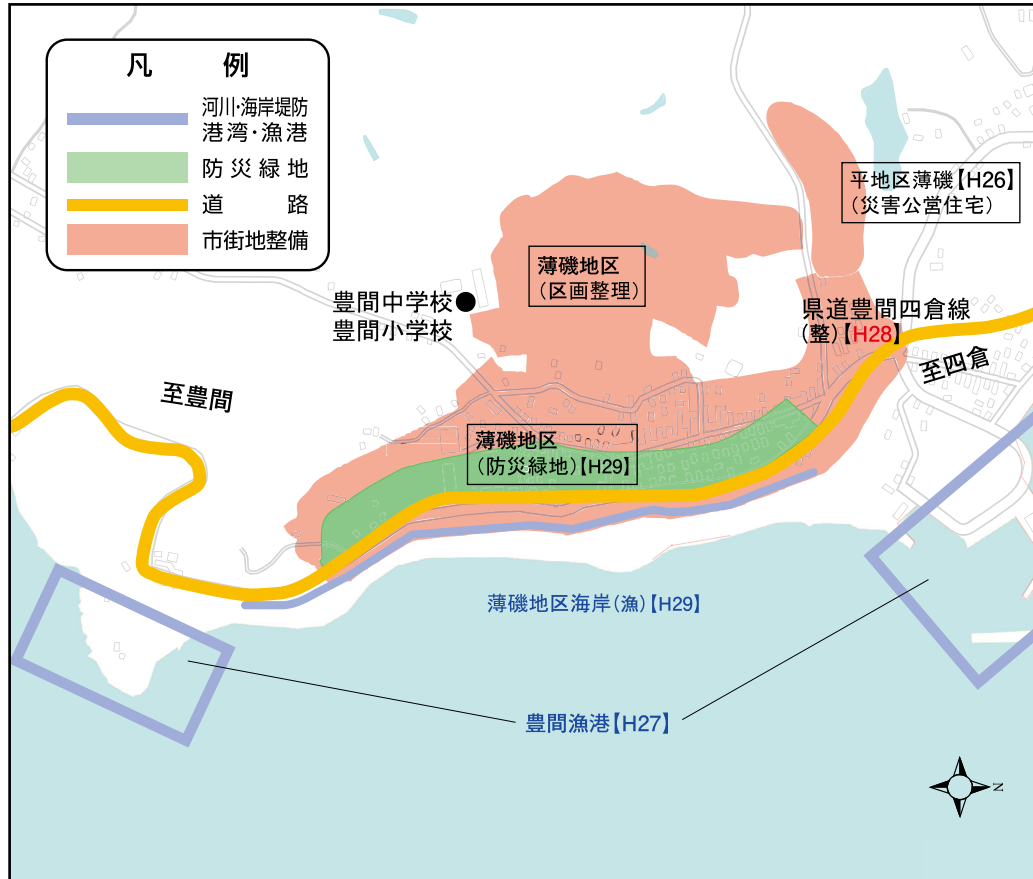 凡 例
河川・海岸堤防
港湾・漁港
防災緑地
道 路
市街地整備
平地区薄磯【H26】
(災害公営住宅)
薄磯地区
(区画整理)
豊間中学校
豊間小学校
県道豊間四倉線
(整)【H28】
至四倉
至豊間
薄磯地区
(防災緑地)【H29】
薄磯地区海岸(漁)【H29】
豊間漁港【H27】
N